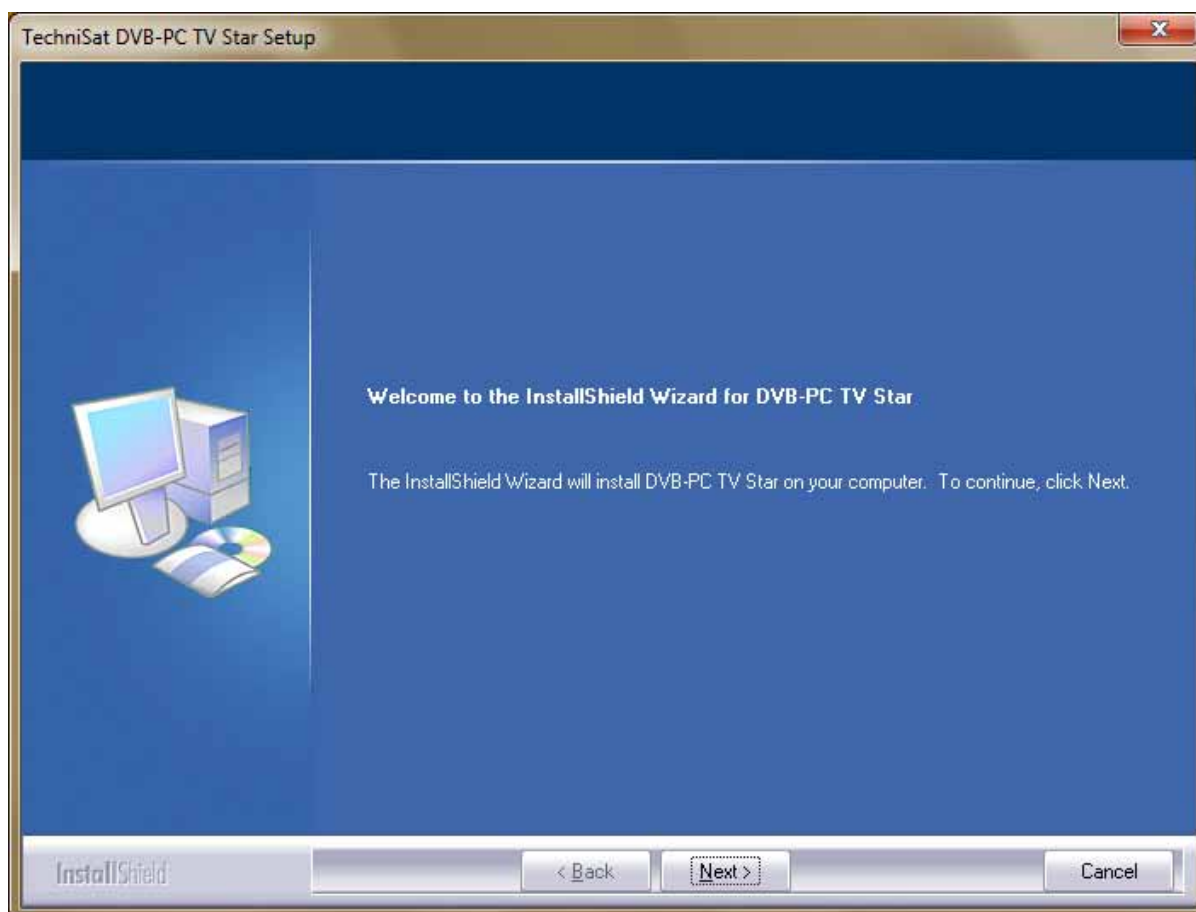 TechniSat DVB-PC TV Star Setup
Welcome to the InstallShield Wizard for DVB-PC TV Star
The InstallShield Wizard will install DVB-PC TV Star on your computer. To continue, click Next.
InstallShield
< Back
Next >
Cancel